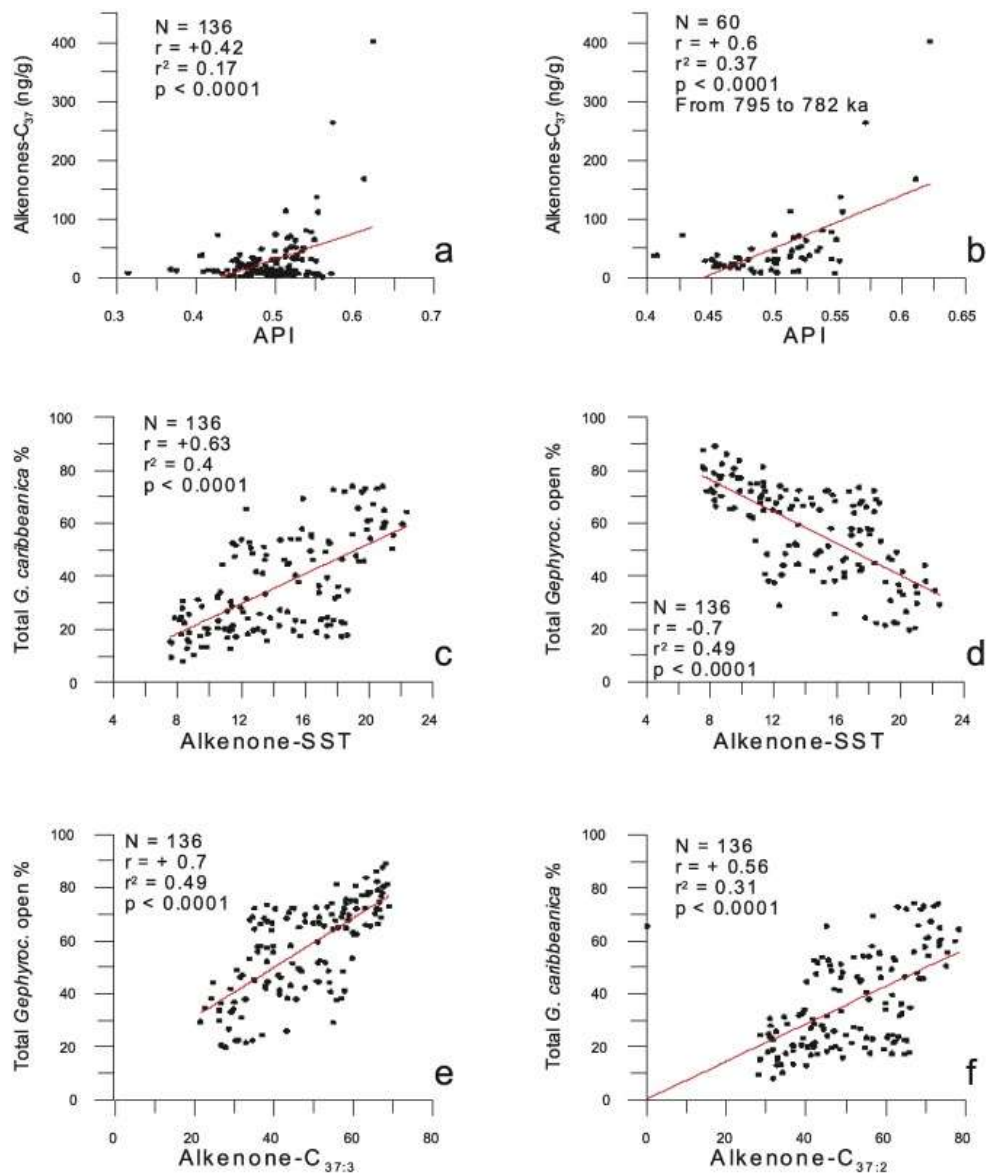 N = 136
r = +0.42
r² = 0.17
p < 0.0001
Alkenones-C₃₇ (ng/g)
400
300
200
100
0
0.3 0.4 0.5 0.6 0.7
API
a
N = 60
r = + 0.6
r² = 0.37
p < 0.0001
From 795 to 782 ka
Alkenones-C₃₇ (ng/g)
400
300
200
100
0
0.4 0.45 0.5 0.55 0.6 0.65
API
b
N = 136
r = +0.63
r² = 0.4
p < 0.0001
Total G. caribbeanica %
100
80
60
40
20
0
4 8 12 16 20 24
Alkenone-SST
c
Total Gephyroc. open %
100
80
60
40
20
0
N = 136
r = -0.7
r² = 0.49
p < 0.0001
4 8 12 16 20 24
Alkenone-SST
d
N = 136
r = + 0.7
r² = 0.49
p < 0.0001
Total Gephyroc. open %
100
80
60
40
20
0
0 20 40 60 80
Alkenone-C₃₇:₃
e
N = 136
r = + 0.56
r² = 0.31
p < 0.0001
Total G. caribbeanica %
100
80
60
40
20
0
0 20 40 60 80
Alkenone-C₃₇:₂
f